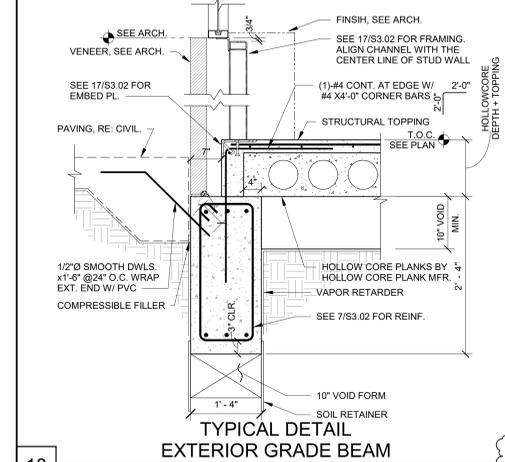 FINSIH, SEE ARCH.
SEE ARCH.
3/4"
VENEER, SEE ARCH.
SEE 17/S3.02 FOR FRAMING.
ALIGN CHANNEL WITH THE
CENTER LINE OF STUD WALL
SEE 17/S3.02 FOR
EMBED PL.
(1)-#4 CONT. AT EDGE W/
#4 X4'-0" CORNER BARS
2'-0"
2'-0"
HOLLOWCORE
DEPTH + TOPPING
STRUCTURAL TOPPING
PAVING, RE: CIVIL.
T.O.C.
SEE PLAN
7"
4"
10" VOID
MIN.
2' - 4"
1/2"Ø SMOOTH DWLS.
x1'-6" @24" O.C. WRAP
EXT. END W/ PVC
HOLLOW CORE PLANKS BY
HOLLOW CORE PLANK MFR.
VAPOR RETARDER
COMPRESSIBLE FILLER
SEE 7/S3.02 FOR REINF.
3" CLR.
10" VOID FORM
1' - 4"
SOIL RETAINER
TYPICAL DETAIL
EXTERIOR GRADE BEAM